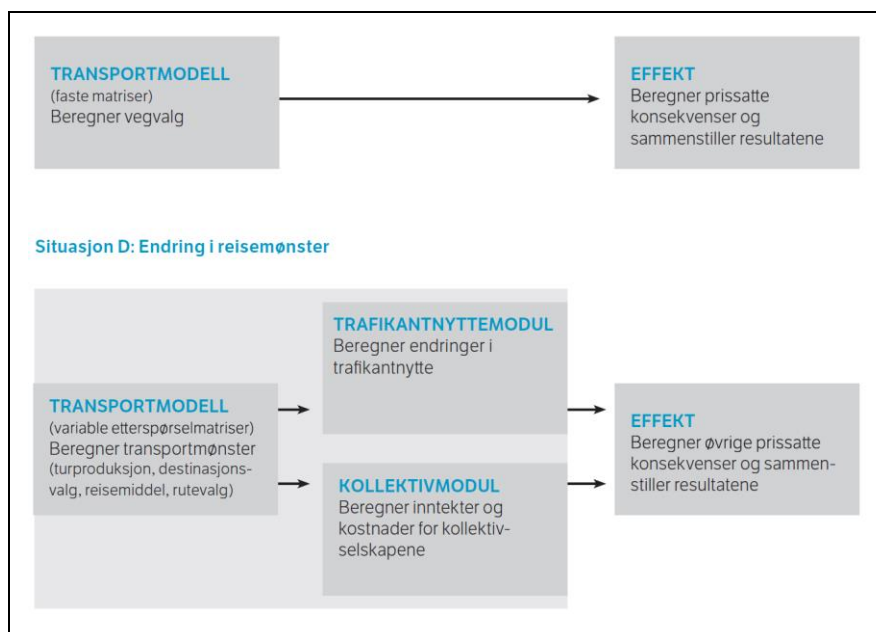 TRANSPORTMODELL
(faste matriser)
Beregner vegvalg
EFFEKT
Beregner prissatte
konsekvenser og
sammenstiller resultatene
Situasjon D: Endring i reisemønster
TRANSPORTMODELL
(variable etterspørselmatriser)
Beregner transportmønster
(turproduksjon, destinasjons-
valg, reisemiddel, rutevalg)
TRAFIKANTNYTTEMODUL
Beregner endringer i
trafikantnytte
KOLLEKTIVMODUL
Beregner inntekter og
kostnader for kollektiv-
selskapene
EFFEKT
Beregner øvrige prissatte
konsekvenser og sammen-
stiller resultatene